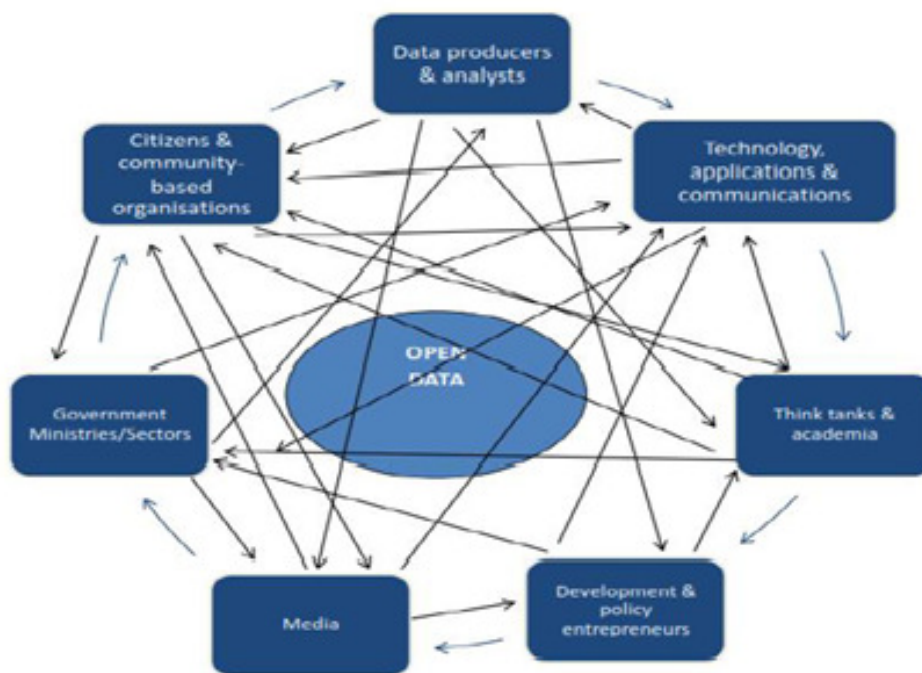 Data producers
& analysts
Citizens &
community-
based
organisations
Technology,
applications &
communications
OPEN
DATA
Government
Ministries/Sectors
Think tanks &
academia
Media
Development &
policy
entrepreneurs